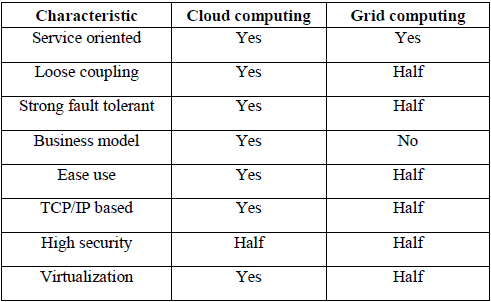 Characteristic Cloud computing Grid computing
Service oriented Yes Yes
Loose coupling Yes Half
Strong fault tolerant Yes Half
Business model Yes No
Ease use Yes Half
TCP/IP based Yes Half
High security Half Half
Virtualization Yes Half